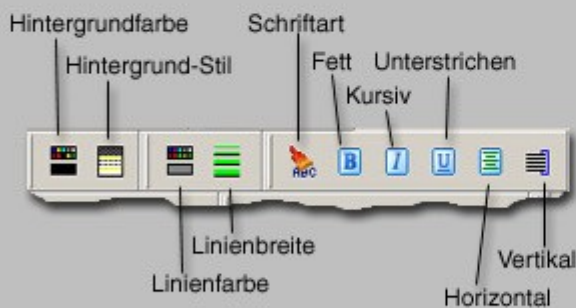 Hintergrundfarbe
Schriftart
Hintergrund-Stil
Fett
Unterstrichen
Kursiv
ABC
B
I
U
Linienbreite
Linienfarbe
Vertikal
Horizontal